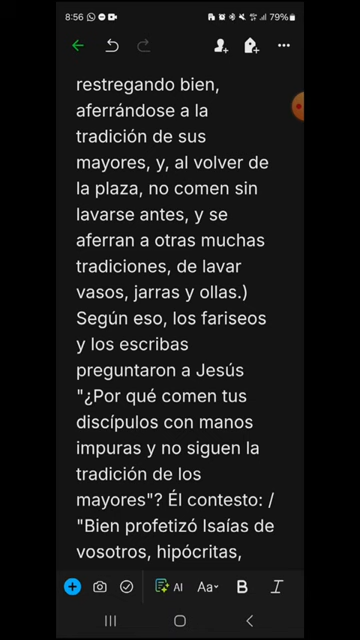 8:56
79%
restregando bien,
aferrándose a la
tradición de sus
mayores, y, al volver de
la plaza, no comen sin
lavarse antes, y se
aferran a otras muchas
tradiciones, de lavar
vasos, jarras y ollas.)
Según eso, los fariseos
y los escribas
preguntaron a Jesús
"¿Por qué comen tus
discípulos con manos
impuras y no siguen la
tradición de los
mayores"? Él contesto: /
"Bien profetizó Isaías de
vosotros, hipócritas,
AI Aa B I